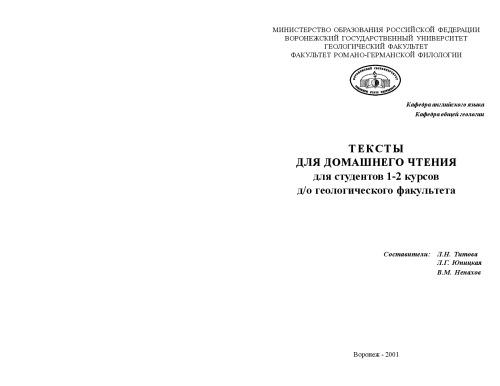 МИНИСТЕРСТВО ОБРАЗОВАНИЯ РОССИЙСКОЙ ФЕДЕРАЦИИ
ВОРОНЕЖСКИЙ ГОСУДАРСТВЕННЫЙ УНИВЕРСИТЕТ
ГЕОЛОГИЧЕСКИЙ ФАКУЛЬТЕТ
ФАКУЛЬТЕТ РОМАНО-ГЕРМАНСКОЙ ФИЛОЛОГИИ
Кафедра английского языка
Кафедра общей геологии
ТЕКСТЫ
ДЛЯ ДОМАШНЕГО ЧТЕНИЯ
для студентов 1-2 курсов
д/о геологического факультета
Составители: Л.Н. Титова
Л.Г. Юницкая
В.М. Ненахов
Воронеж - 2001